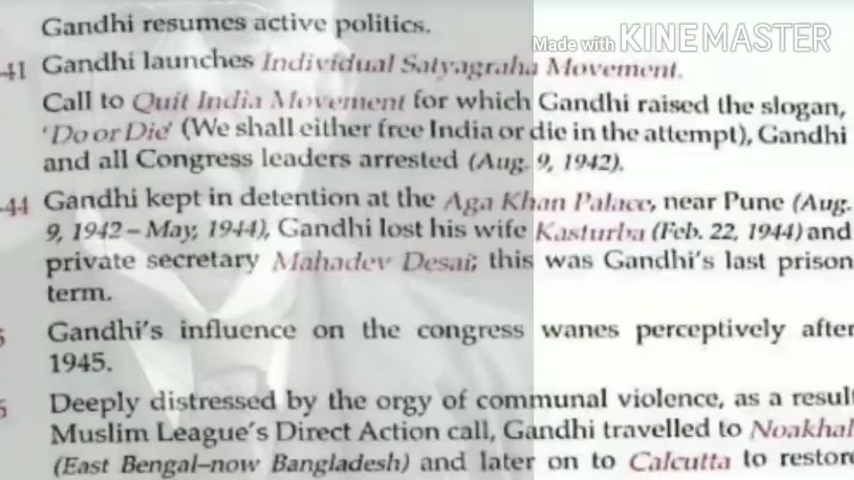 Gandhi resumes active politics.
Made with KINEMASTER
-41 Gandhi launches Individual Satyagraha Movement.
Call to Quit India Movement for which Gandhi raised the slogan,
'Do or Die' (We shall either free India or die in the attempt), Gandhi
and all Congress leaders arrested (Aug. 9, 1942).
-44 Gandhi kept in detention at the Aga Khan Palace, near Pune (Aug.
9, 1942 – May, 1944), Gandhi lost his wife Kasturba (Feb. 22, 1944) and
private secretary Mahadev Desai; this was Gandhi's last prison
term.
5 Gandhi's influence on the congress wanes perceptively after
1945.
6 Deeply distressed by the orgy of communal violence, as a result
Muslim League's Direct Action call, Gandhi travelled to Noakhal
(East Bengal–now Bangladesh) and later on to Calcutta to restore